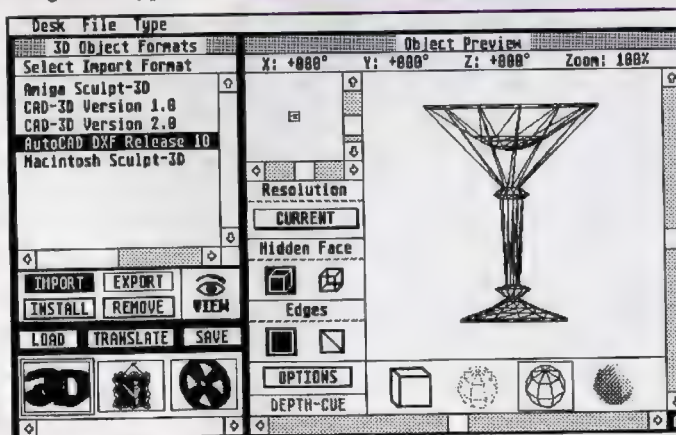 Desk File Type
3D Object Formats
Select Import Format
Amiga Sculpt-3D
CAD-3D Version 1.0
CAD-3D Version 2.0
AutoCAD DXF Release 10
Macintosh Sculpt-3D
IMPORT EXPORT
INSTALL REMOVE
VIEW
LOAD TRANSLATE SAVE
3D
Object Preview
X: +000° Y: +000° Z: +000° Zoom: 100%
Resolution
CURRENT
Hidden Face
Edges
OPTIONS
DEPTH-CUE